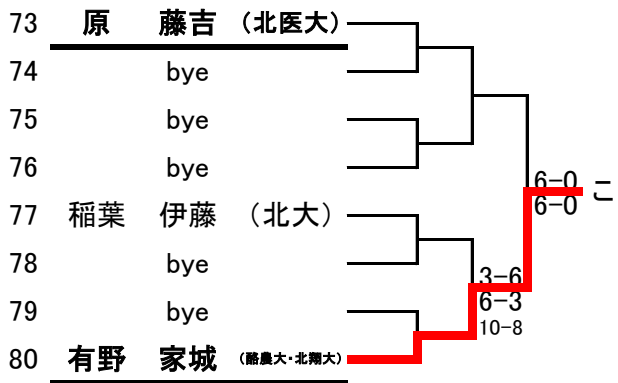 73 原 藤吉 (北医大)
74 bye
75 bye
76 bye
77 稲葉 伊藤 (北大)
78 bye
79 bye
80 有野 家城 (酪農大・北翔大)
6-0
6-0
こ
3-6
6-3
10-8